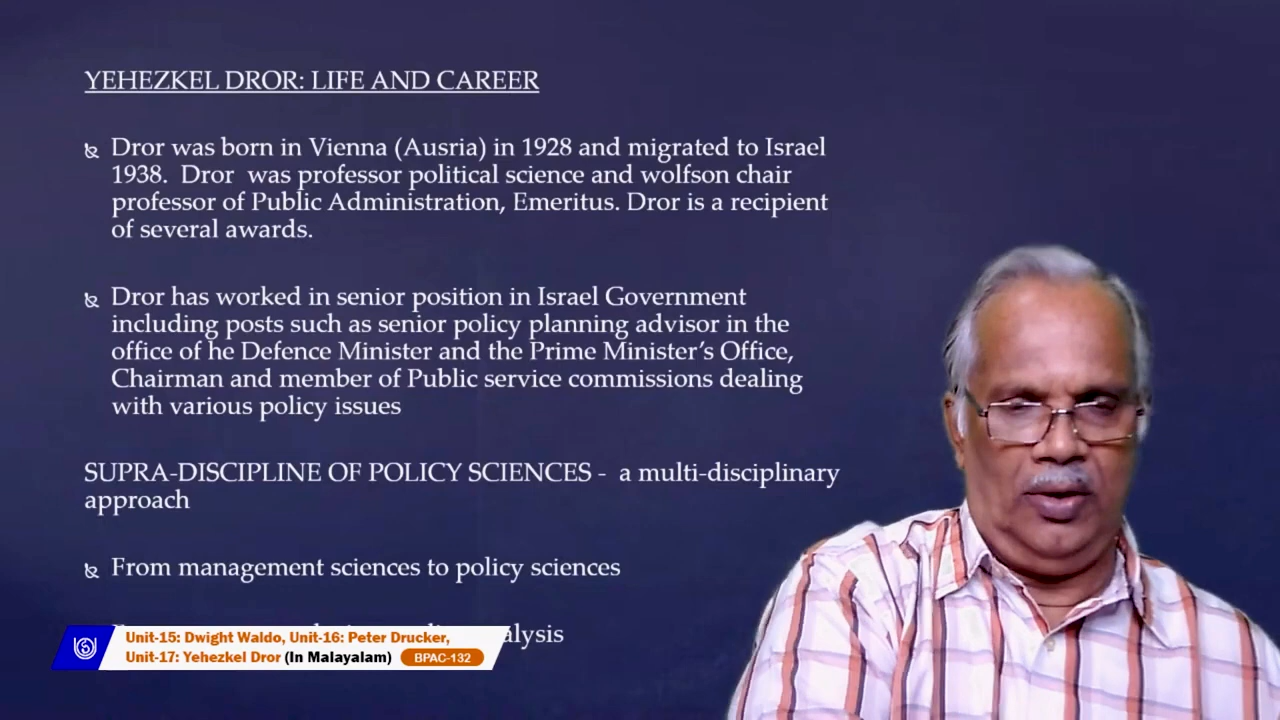 YEHEZKEL DROR: LIFE AND CAREER
Dror was born in Vienna (Ausria) in 1928 and migrated to Israel
1938. Dror was professor political science and wolfson chair
professor of Public Administration, Emeritus. Dror is a recipient
of several awards.
Dror has worked in senior position in Israel Government
including posts such as senior policy planning advisor in the
office of he Defence Minister and the Prime Minister's Office,
Chairman and member of Public service commissions dealing
with various policy issues
SUPRA-DISCIPLINE OF POLICY SCIENCES - a multi-disciplinary
approach
From management sciences to policy sciences
alysis
Unit-15: Dwight Waldo, Unit-16: Peter Drucker,
Unit-17: Yehezkel Dror (In Malayalam) BPAC-132